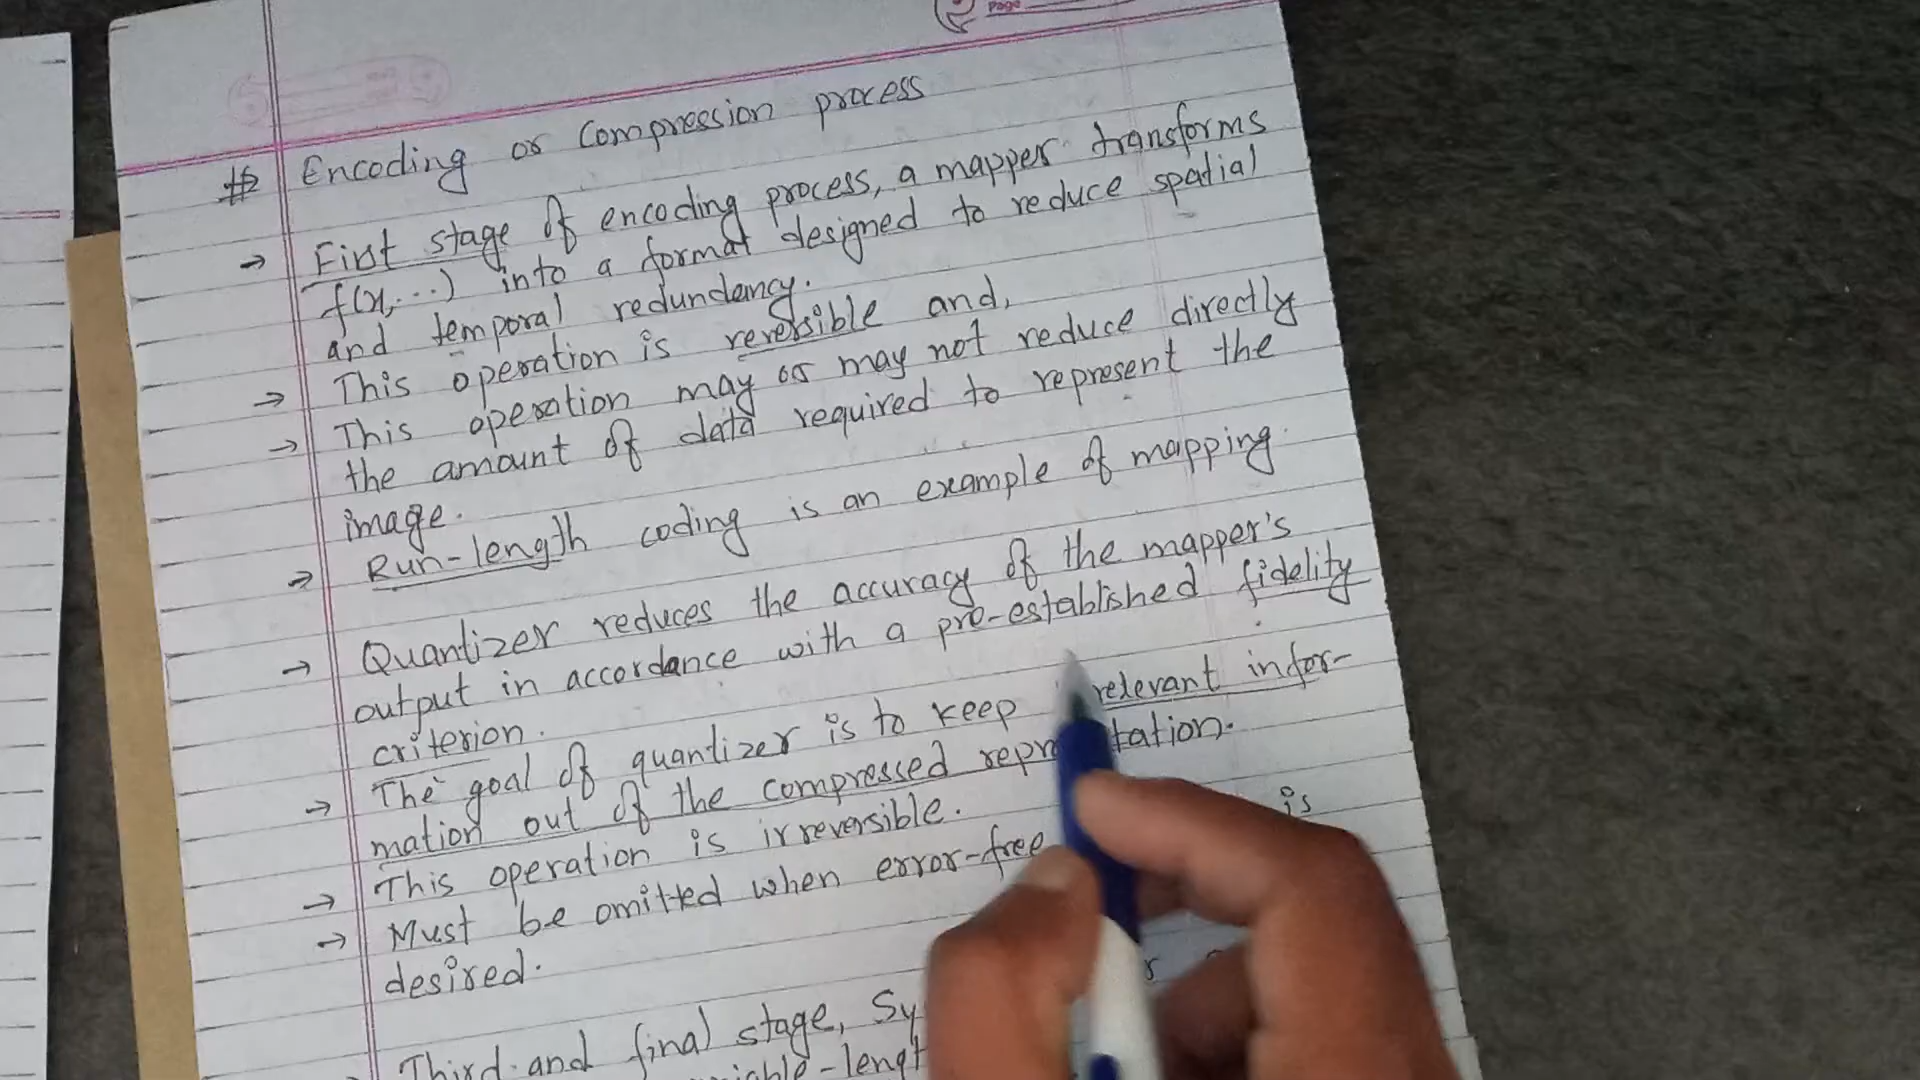 Page
# Encoding or Compression process
→ First stage of encoding process, a mapper transforms
f(x,...) into a format designed to reduce spatial
and temporal redundancy.
→ This operation is reversible and,
→ This operation may or may not reduce directly
the amount of data required to represent the
image.
→ Run-length coding is an example of mapping.
→ Quantizer reduces the accuracy of the mapper's
output in accordance with a pre-established fidelity
criterion.
→ The goal of quantizer is to keep relevant infor-
mation out of the compressed tation.
→ This operation is irreversible.
→ Must be omitted when error-free is
desired.
Third and final stage,